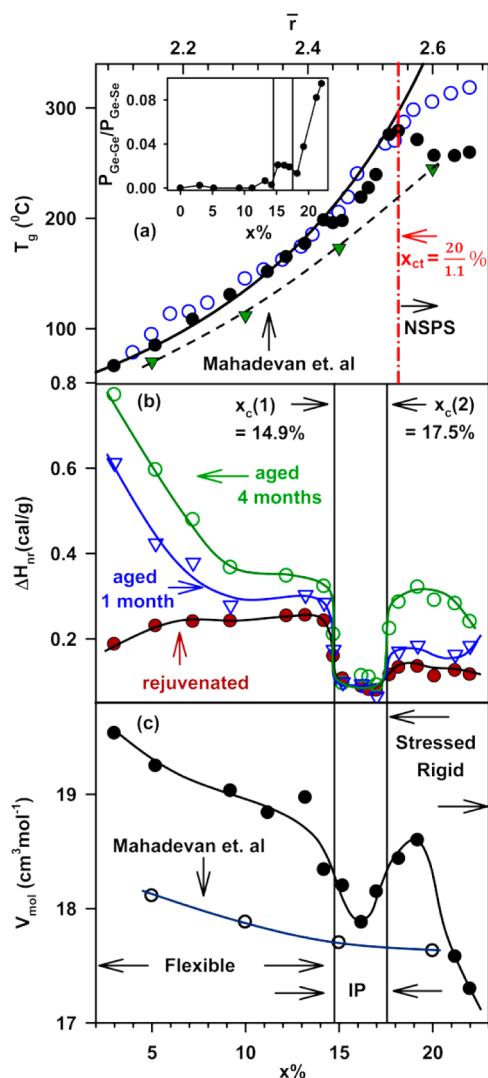 r̅
2.2 2.4 2.6
300
200
100
T_g (⁰C)
0.08
0.04
0.00
P_Ge-Ge/P_Ge-Se
0 5 10 15 20
x%
(a)
x_ct = 20/1.1 %
NSPS
Mahadevan et. al
0.8
0.6
0.4
0.2
ΔH_nr(cal/g)
(b)
x_c(1)
= 14.9%
x_c(2)
= 17.5%
aged
4 months
aged
1 month
rejuvenated
(c)
Stressed
Rigid
19
18
17
V_mol (cm³mol⁻¹)
Mahadevan et. al
Flexible
IP
5 10 15 20
x%